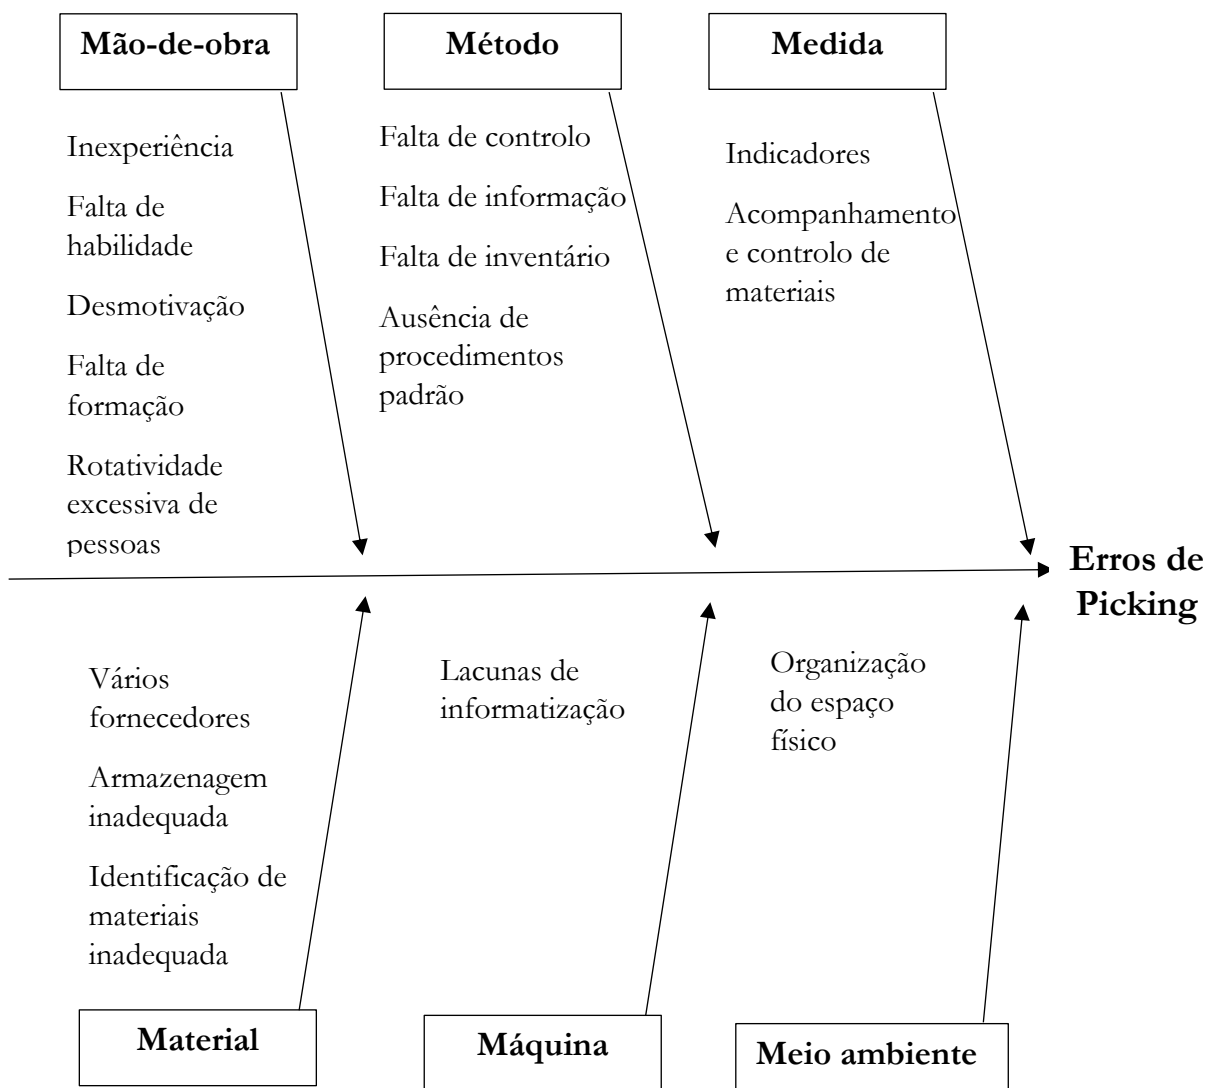 Mão-de-obra
Método
Medida
Inexperiência
Falta de
habilidade
Desmotivação
Falta de
formação
Rotatividade
excessiva de
pessoas
Falta de controlo
Falta de informação
Falta de inventário
Ausência de
procedimentos
padrão
Indicadores
Acompanhamento
e controlo de
materiais
Erros de
Picking
Vários
fornecedores
Armazenagem
inadequada
Identificação de
materiais
inadequada
Lacunas de
informatização
Organização
do espaço
físico
Material
Máquina
Meio ambiente